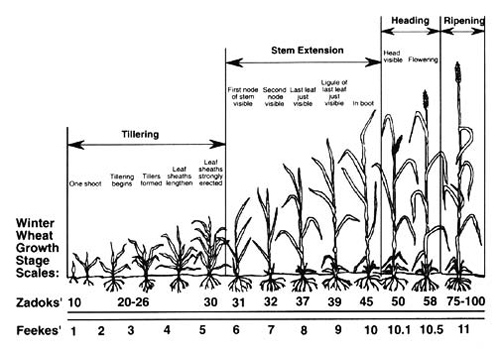 Heading
Ripening
Stem Extension
Head visible
Flowering
First node of stem visible
Second node visible
Last leaf just visible
Ligule of last leaf just visible
In boot
Tillering
One shoot
Tillering begins
Tillers formed
Leaf sheaths lengthen
Leaf sheaths strongly erected
Winter
Wheat
Growth
Stage
Scales:
Zadoks' 10 20-26 30 31 32 37 39 45 50 58 75-100
Feekes' 1 2 3 4 5 6 7 8 9 10 10.1 10.5 11